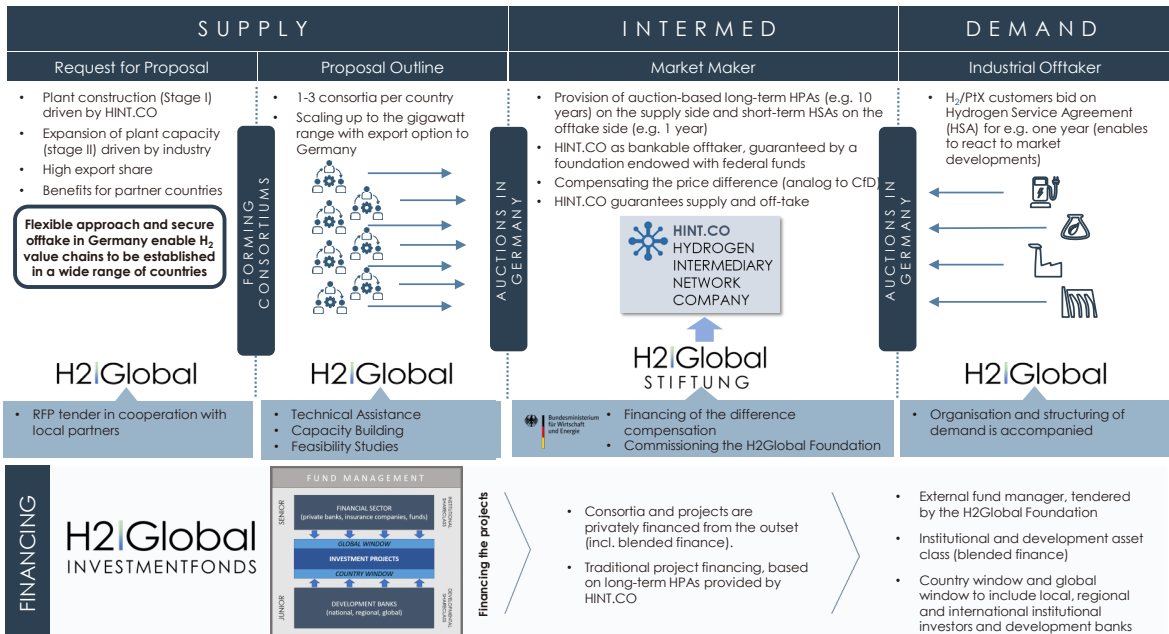 SUPPLY
INTERMED
DEMAND
Request for Proposal
Proposal Outline
Market Maker
Industrial Offtaker
• Plant construction (Stage I)
driven by HINT.CO
• Expansion of plant capacity
(stage II) driven by industry
• High export share
• Benefits for partner countries
Flexible approach and secure
offtake in Germany enable H2
value chains to be established
in a wide range of countries
FORMING
CONSORTIUMS
• 1-3 consortia per country
• Scaling up to the gigawatt
range with export option to
Germany
AUCTIONS IN
GERMANY
• Provision of auction-based long-term HPAs (e.g. 10
years) on the supply side and short-term HSAs on the
offtake side (e.g. 1 year)
• HINT.CO as bankable offtaker, guaranteed by a
foundation endowed with federal funds
• Compensating the price difference (analog to CfD)
• HINT.CO guarantees supply and off-take
HINT.CO
HYDROGEN
INTERMEDIARY
NETWORK
COMPANY
AUCTIONS IN
GERMANY
• H2/PtX customers bid on
Hydrogen Service Agreement
(HSA) for e.g. one year (enables
to react to market
developments)
H2Global
H2Global
H2Global
STIFTUNG
H2Global
• RFP tender in cooperation with
local partners
• Technical Assistance
• Capacity Building
• Feasibility Studies
Bundesministerium
für Wirtschaft
und Energie
• Financing of the difference
compensation
• Commissioning the H2Global Foundation
• Organisation and structuring of
demand is accompanied
FINANCING
H2Global
INVESTMENTFONDS
FUND MANAGEMENT
SENIOR
JUNIOR
FINANCIAL SECTOR
(private banks, insurance companies, funds)
GLOBAL WINDOW
INVESTMENT PROJECTS
COUNTRY WINDOW
DEVELOPMENT BANKS
(national, regional, global)
INSTITUTIONAL
SHARECLASS
DEVELOPMENTAL
SHARECLASS
Financing the projects
• Consortia and projects are
privately financed from the outset
(incl. blended finance).
• Traditional project financing, based
on long-term HPAs provided by
HINT.CO
• External fund manager, tendered
by the H2Global Foundation
• Institutional and development asset
class (blended finance)
• Country window and global
window to include local, regional
and international institutional
investors and development banks